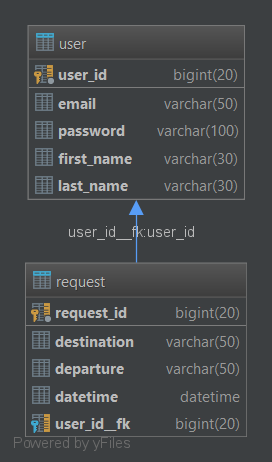 user
user_id bigint(20)
email varchar(50)
password varchar(100)
first_name varchar(30)
last_name varchar(30)
user_id__fk:user_id
request
request_id bigint(20)
destination varchar(50)
departure varchar(50)
datetime datetime
user_id__fk bigint(20)
Powered by yFiles